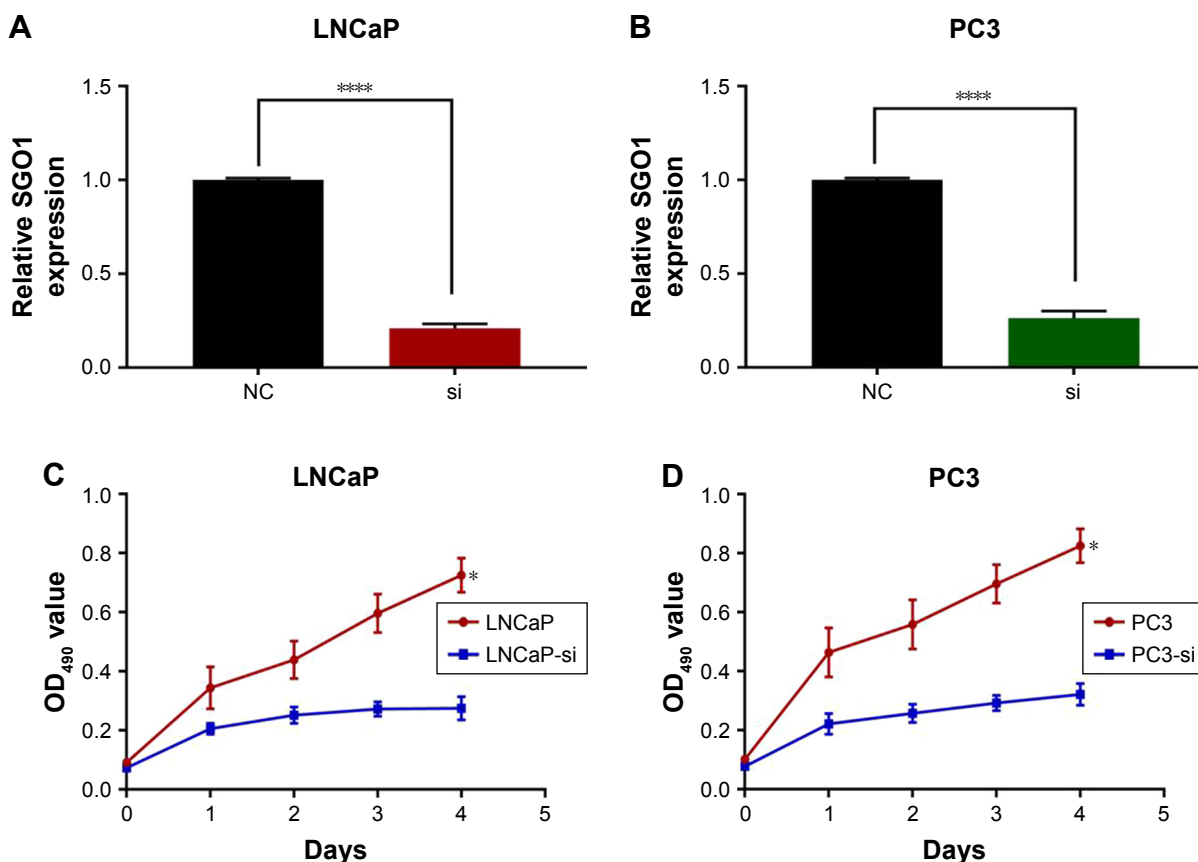 A
LNCaP
Relative SGO1
expression
1.5
1.0
0.5
0.0
****
NC
si
B
PC3
Relative SGO1
expression
1.5
1.0
0.5
0.0
****
NC
si
C
LNCaP
OD490 value
1.0
0.8
0.6
0.4
0.2
0.0
*
LNCaP
LNCaP-si
0 1 2 3 4 5
Days
D
PC3
OD490 value
1.0
0.8
0.6
0.4
0.2
0.0
*
PC3
PC3-si
0 1 2 3 4 5
Days